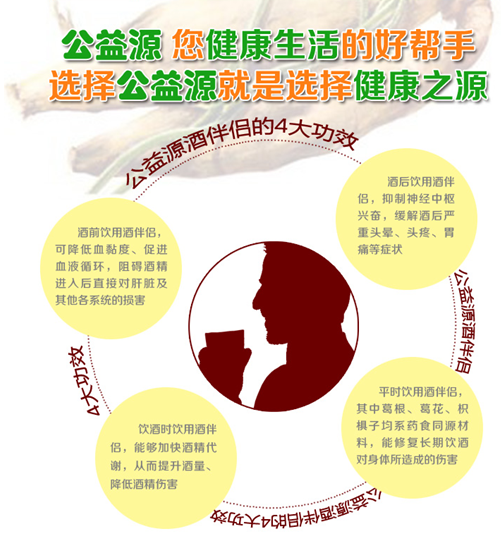 公益源 您健康生活的好帮手
选择公益源就是选择健康之源
公益源酒伴侣的4大功效
酒后饮用酒伴
侣，抑制神经中枢
兴奋，缓解酒后严
重头晕、头疼、胃
痛等症状
酒前饮用酒伴侣，
可降低血黏度、促进
血液循环，阻碍酒精
进入后直接对肝脏及
其他各系统的损害
公益源酒伴侣
4大功效
平时饮用酒伴侣，
其中葛根、葛花、枳
椇子均系药食同源材
料，能修复长期饮酒
对身体所造成的伤害
饮酒时饮用酒伴
侣，能够加快酒精代
谢，从而提升酒量、
降低酒精伤害
公益源酒伴侣的4大功效